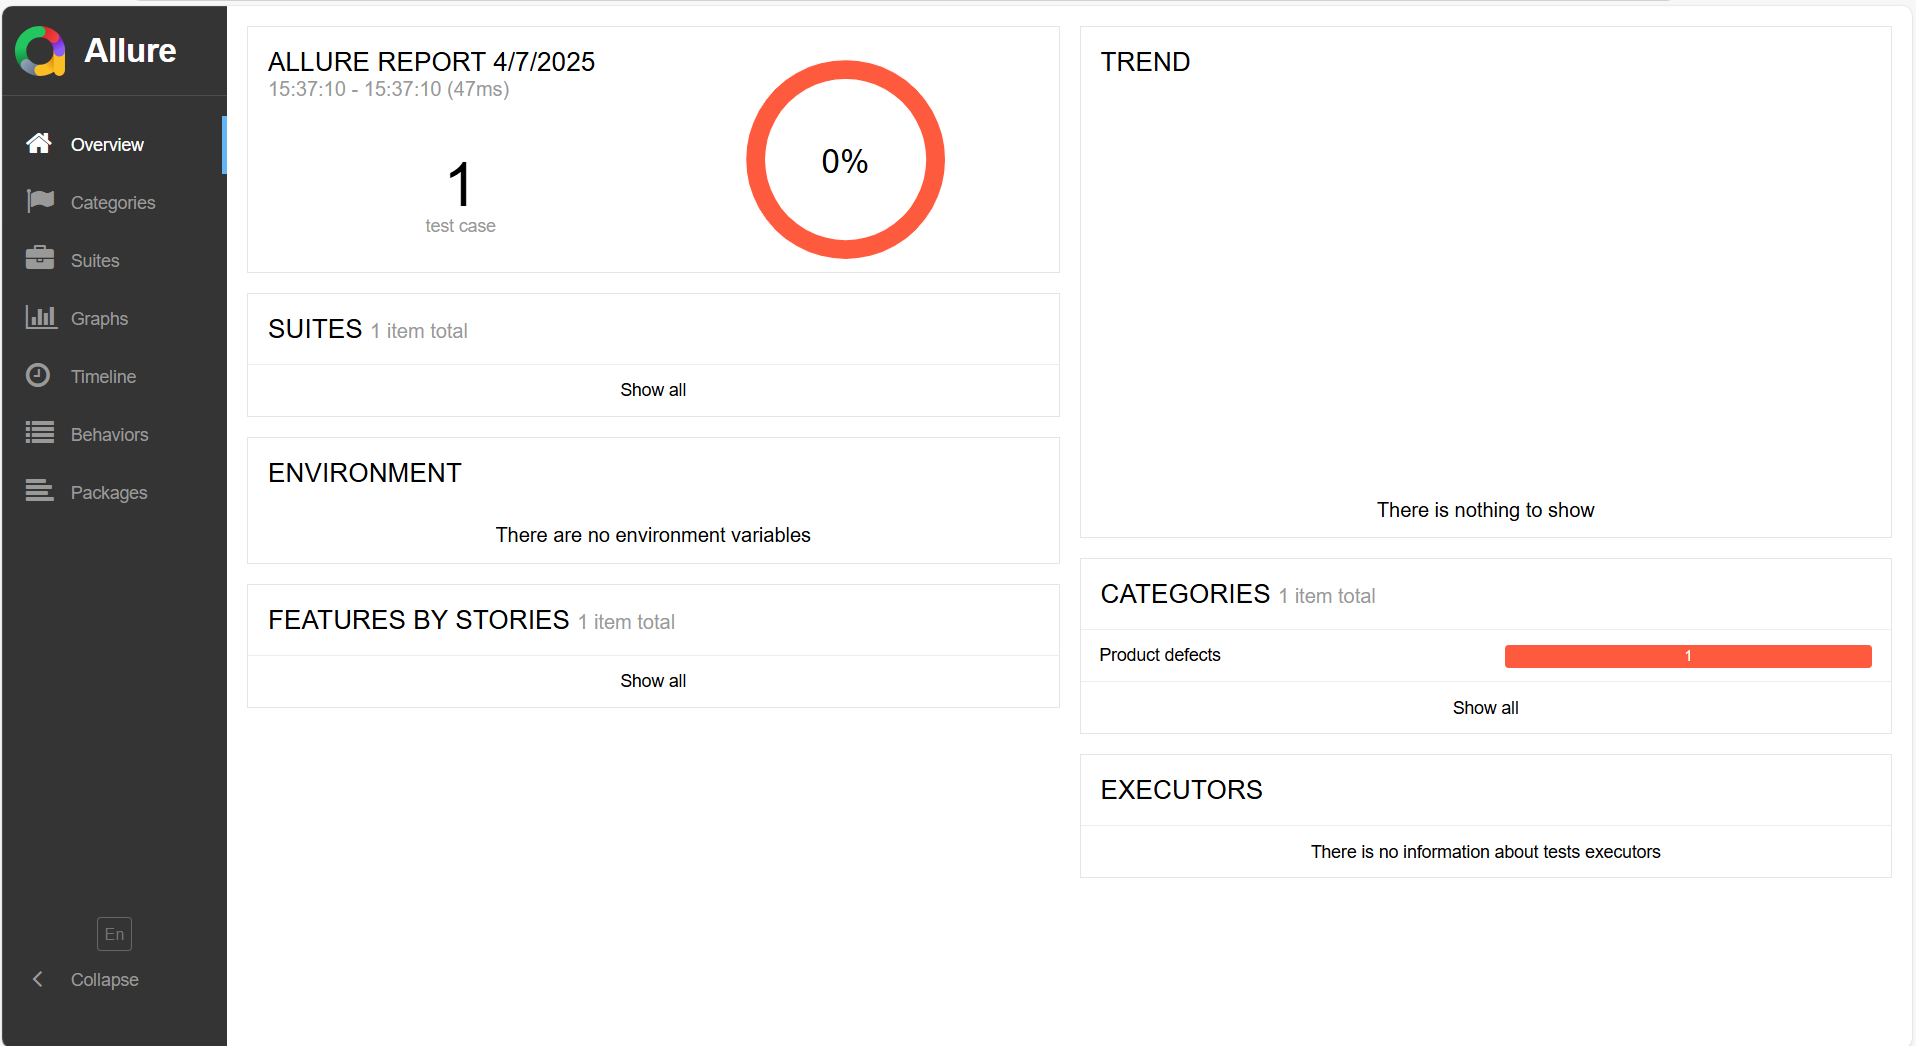 Allure
Overview
Categories
Suites
Graphs
Timeline
Behaviors
Packages
En
Collapse
ALLURE REPORT 4/7/2025
15:37:10 - 15:37:10 (47ms)
1
test case
0%
SUITES 1 item total
Show all
ENVIRONMENT
There are no environment variables
FEATURES BY STORIES 1 item total
Show all
TREND
There is nothing to show
CATEGORIES 1 item total
Product defects 1
Show all
EXECUTORS
There is no information about tests executors